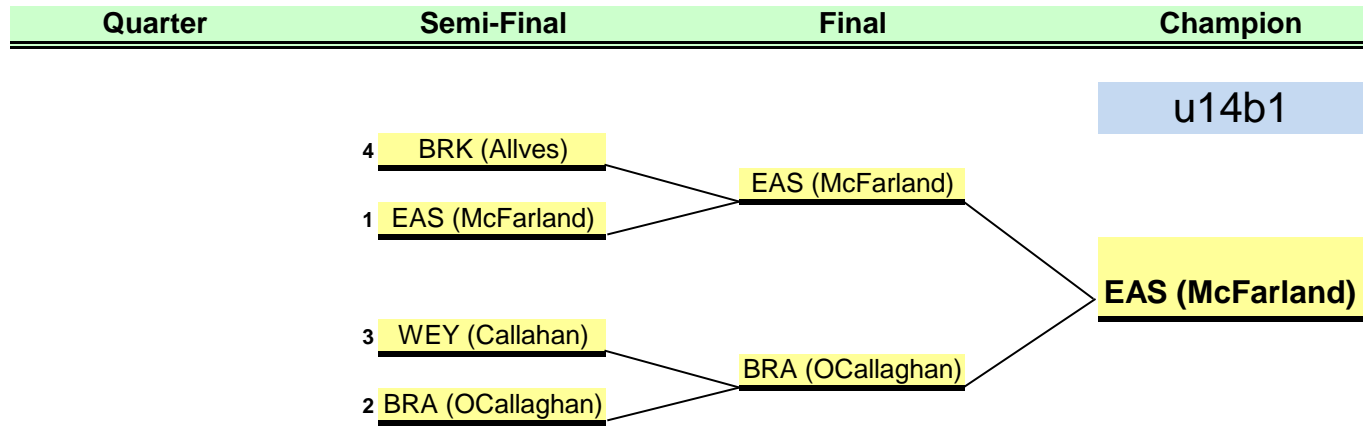 Quarter Semi-Final Final Champion
u14b1
4 BRK (Allves)
EAS (McFarland)
1 EAS (McFarland)
EAS (McFarland)
3 WEY (Callahan)
BRA (OCallaghan)
2 BRA (OCallaghan)